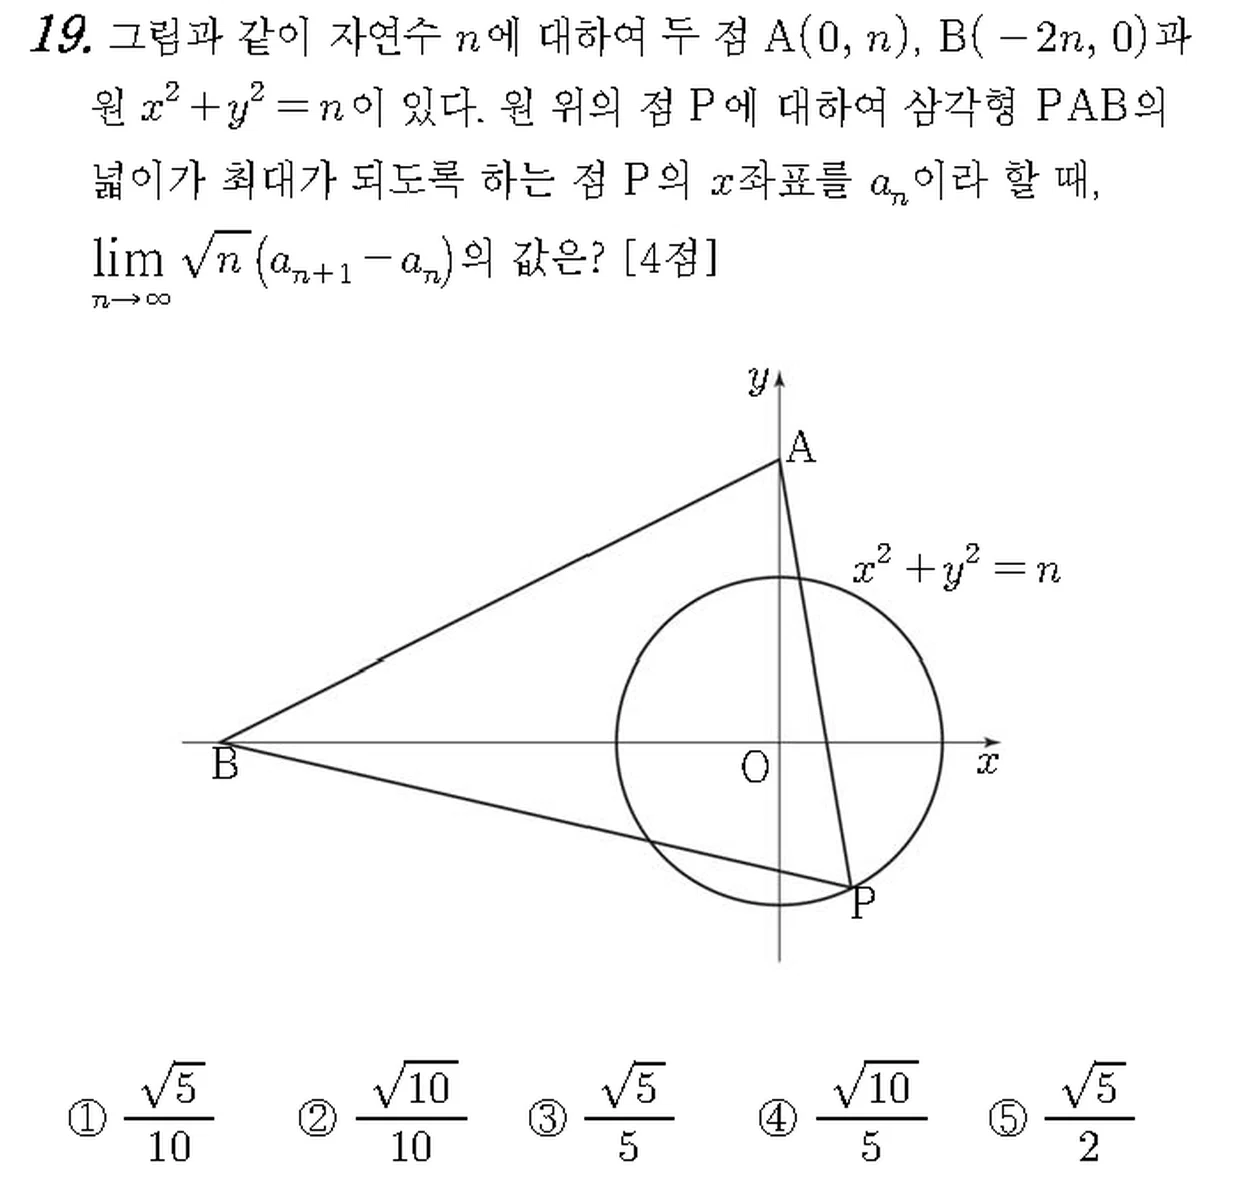 19. 그림과 같이 자연수 n에 대하여 두 점 A(0, n), B(−2n, 0)과
원 x²+y²=n이 있다. 원 위의 점 P에 대하여 삼각형 PAB의
넓이가 최대가 되도록 하는 점 P의 x좌표를 aₙ이라 할 때,
lim_{n→∞} √n(aₙ₊₁−aₙ)의 값은? [4점]
y
A
x²+y²=n
B
O
x
P
① √5/10 ② √10/10 ③ √5/5 ④ √10/5 ⑤ √5/2